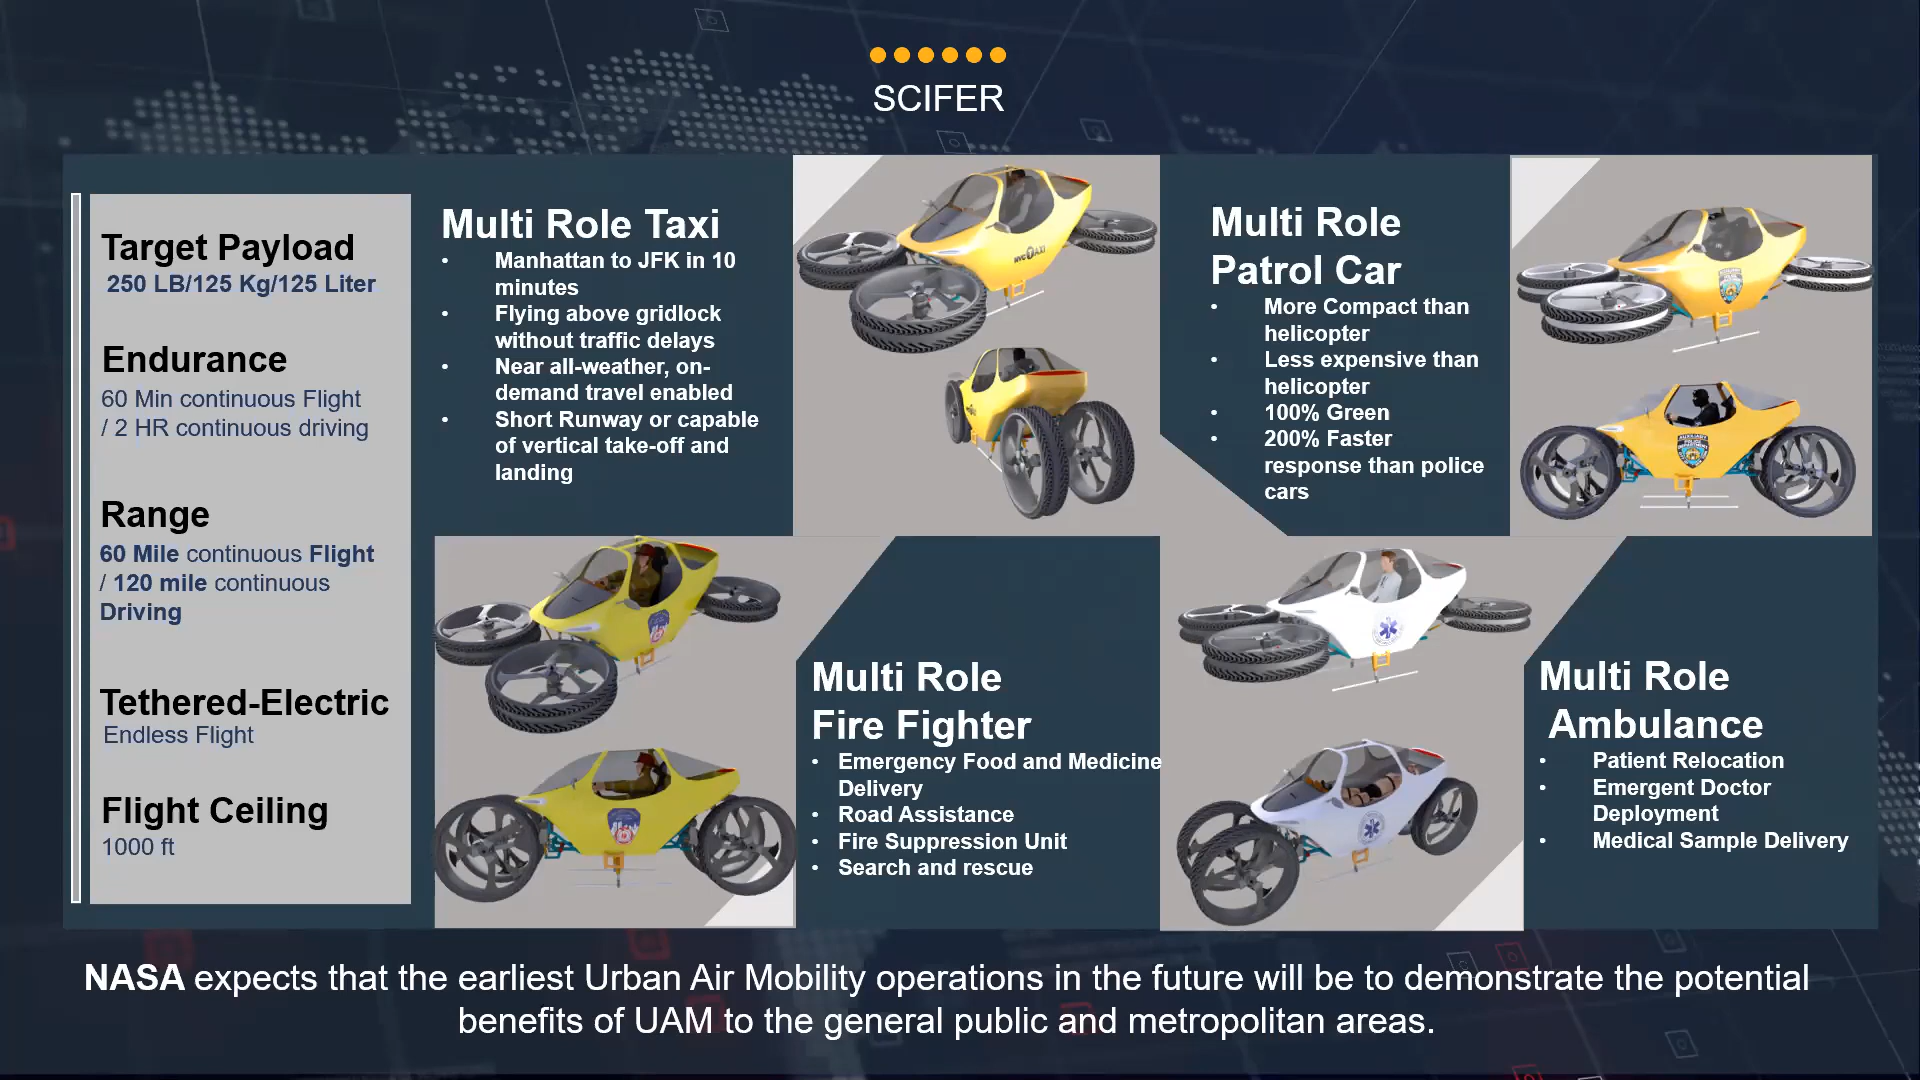 SCIFER
Target Payload
250 LB/125 Kg/125 Liter
Endurance
60 Min continuous Flight
/ 2 HR continuous driving
Range
60 Mile continuous Flight
/ 120 mile continuous
Driving
Tethered-Electric
Endless Flight
Flight Ceiling
1000 ft
Multi Role Taxi
• Manhattan to JFK in 10
minutes
• Flying above gridlock
without traffic delays
• Near all-weather, on-
demand travel enabled
• Short Runway or capable
of vertical take-off and
landing
NYC TAXI
Multi Role
Patrol Car
• More Compact than
helicopter
• Less expensive than
helicopter
• 100% Green
• 200% Faster
response than police
cars
Multi Role
Fire Fighter
• Emergency Food and Medicine
Delivery
• Road Assistance
• Fire Suppression Unit
• Search and rescue
Multi Role
Ambulance
• Patient Relocation
• Emergent Doctor
Deployment
• Medical Sample Delivery
NASA expects that the earliest Urban Air Mobility operations in the future will be to demonstrate the potential
benefits of UAM to the general public and metropolitan areas.